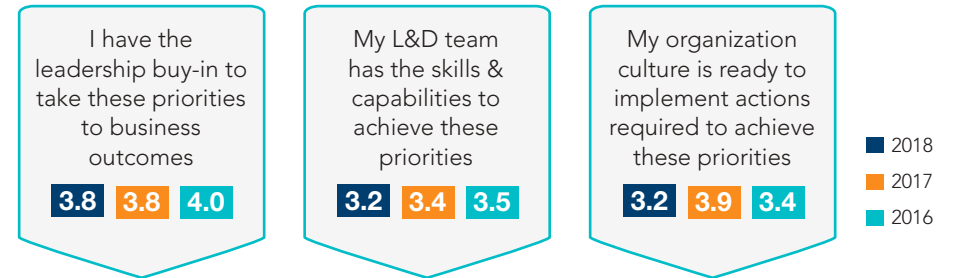 I have the
leadership buy-in to
take these priorities
to business
outcomes
3.8 3.8 4.0
My L&D team
has the skills &
capabilities to
achieve these
priorities
3.2 3.4 3.5
My organization
culture is ready to
implement actions
required to achieve
these priorities
3.2 3.9 3.4
2018
2017
2016